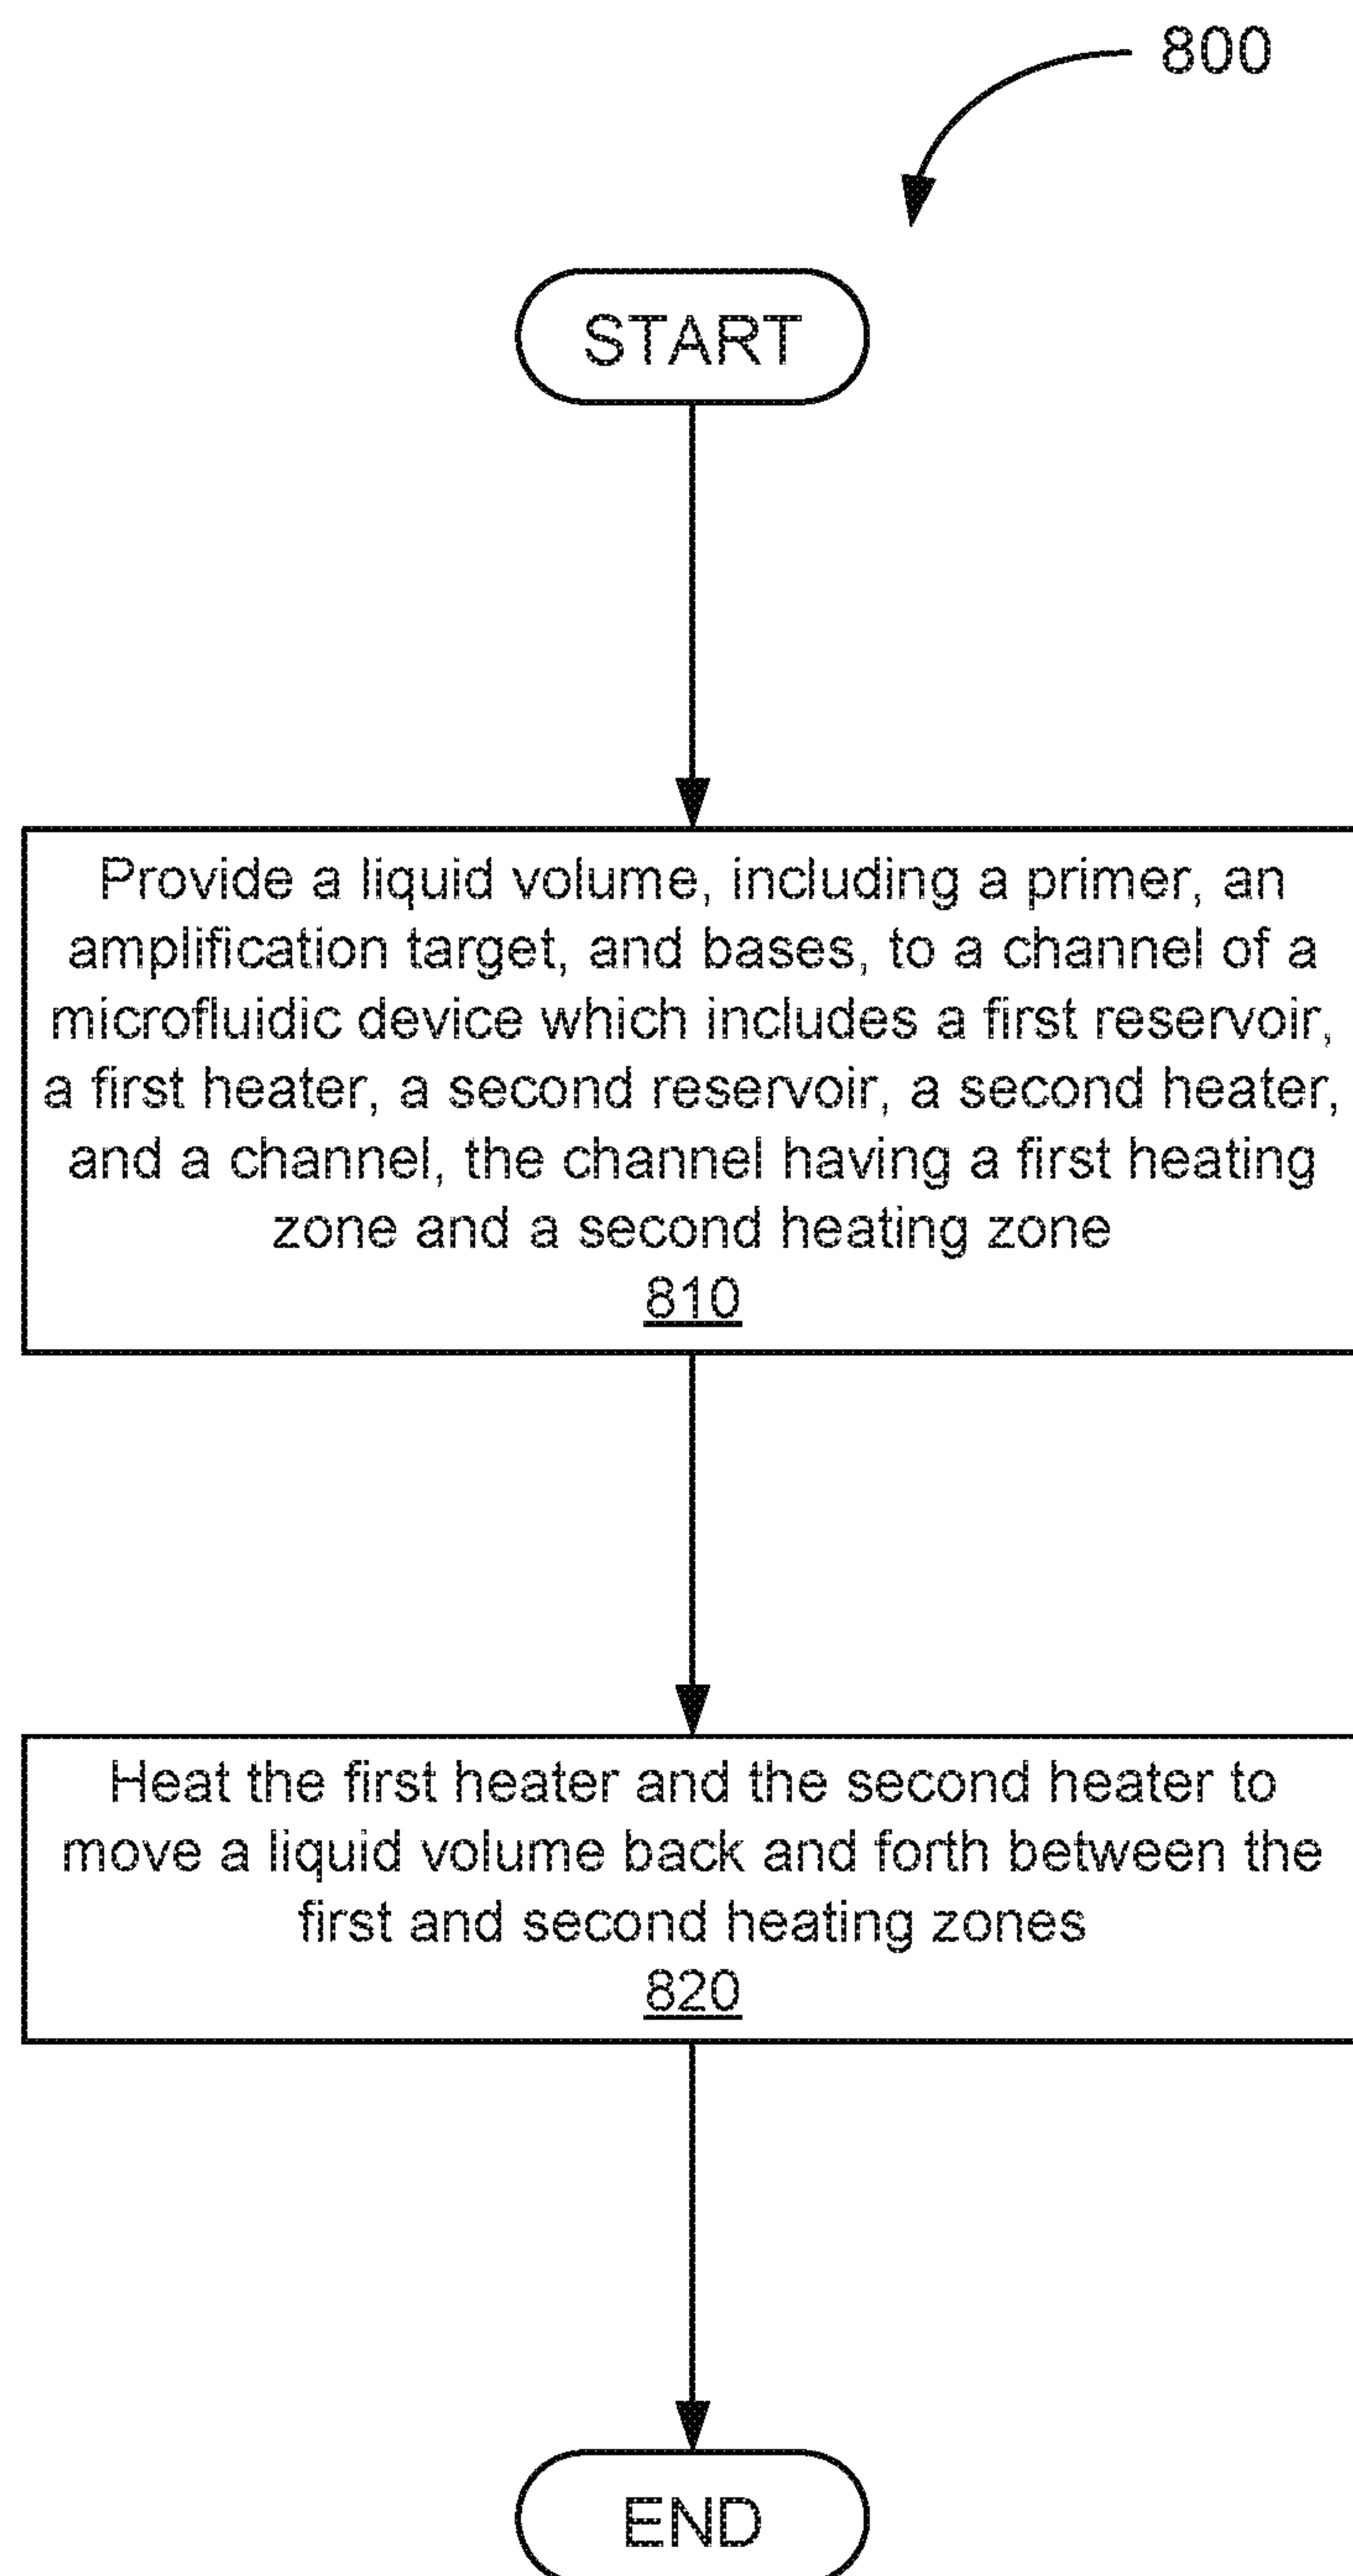 800
START
Provide a liquid volume, including a primer, an
amplification target, and bases, to a channel of a
microfluidic device which includes a first reservoir,
a first heater, a second reservoir, a second heater,
and a channel, the channel having a first heating
zone and a second heating zone
810
Heat the first heater and the second heater to
move a liquid volume back and forth between the
first and second heating zones
820
END